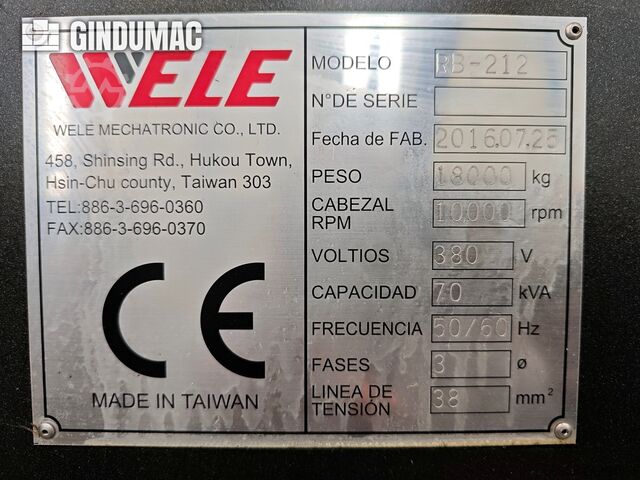 GINDUMAC
WELE
WELE MECHATRONIC CO., LTD.
458, Shinsing Rd., Hukou Town,
Hsin-Chu county, Taiwan 303
TEL:886-3-696-0360
FAX:886-3-696-0370
CE
MADE IN TAIWAN
MODELO RB-212
N°DE SERIE
Fecha de FAB. 2016.07.25
PESO 18000 kg
CABEZAL
RPM 10000 rpm
VOLTIOS 380 V
CAPACIDAD 70 kVA
FRECUENCIA 50/60 Hz
FASES 3 ø
LINEA DE
TENSIÓN 38 mm²